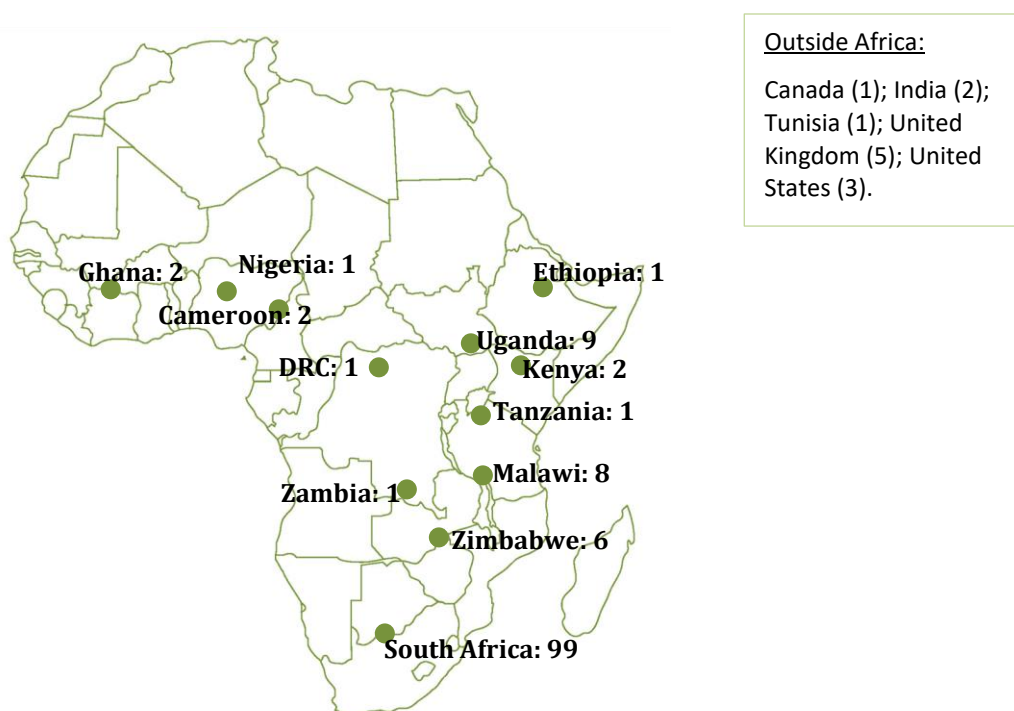 Outside Africa:
Canada (1); India (2);
Tunisia (1); United
Kingdom (5); United
States (3).
Ghana: 2
Nigeria: 1
Ethiopia: 1
Cameroon: 2
Uganda: 9
DRC: 1
Kenya: 2
Tanzania: 1
Malawi: 8
Zambia: 1
Zimbabwe: 6
South Africa: 99